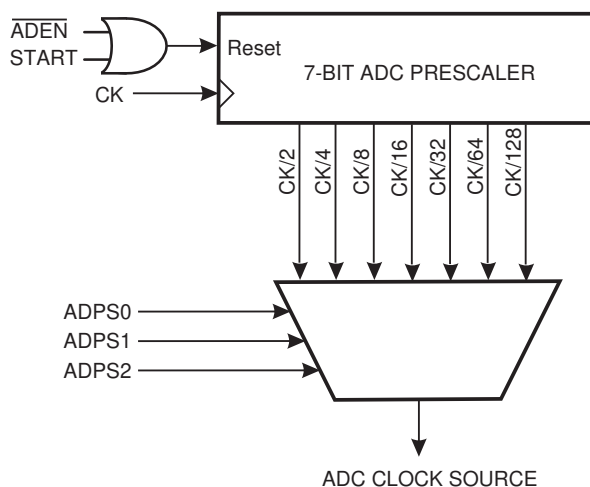 ADEN
START
Reset
7-BIT ADC PRESCALER
CK
CK/2
CK/4
CK/8
CK/16
CK/32
CK/64
CK/128
ADPS0
ADPS1
ADPS2
ADC CLOCK SOURCE